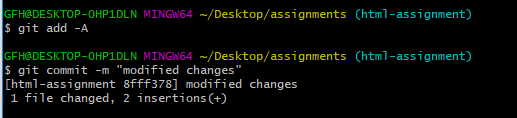 GFH@DESKTOP-OHP1DLN MINGW64 ~/Desktop/assignments (html-assignment)
$ git add -A
GFH@DESKTOP-OHP1DLN MINGW64 ~/Desktop/assignments (html-assignment)
$ git commit -m "modified changes"
[html-assignment 8fff378] modified changes
1 file changed, 2 insertions(+)